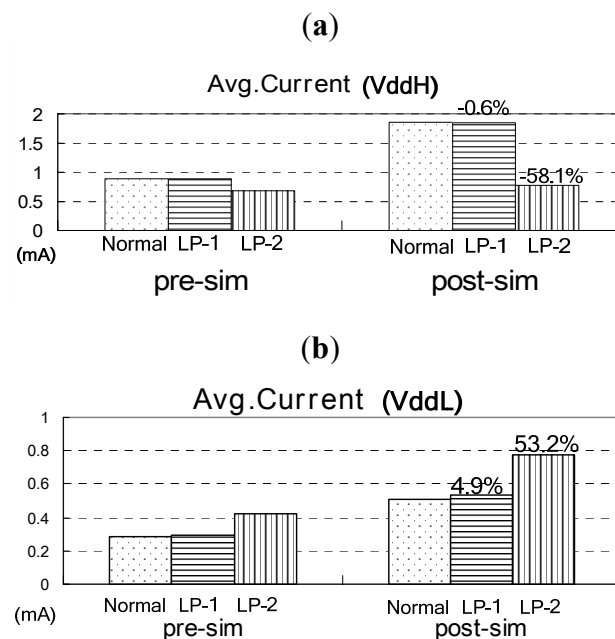 (a)
Avg.Current (VddH)
2
1.5
1
0.5
0
(mA)
-0.6%
-58.1%
Normal LP-1 LP-2 Normal LP-1 LP-2
pre-sim post-sim
(b)
Avg.Current (VddL)
1
0.8
0.6
0.4
0.2
0
(mA)
53.2%
4.9%
Normal LP-1 LP-2 Normal LP-1 LP-2
pre-sim post-sim